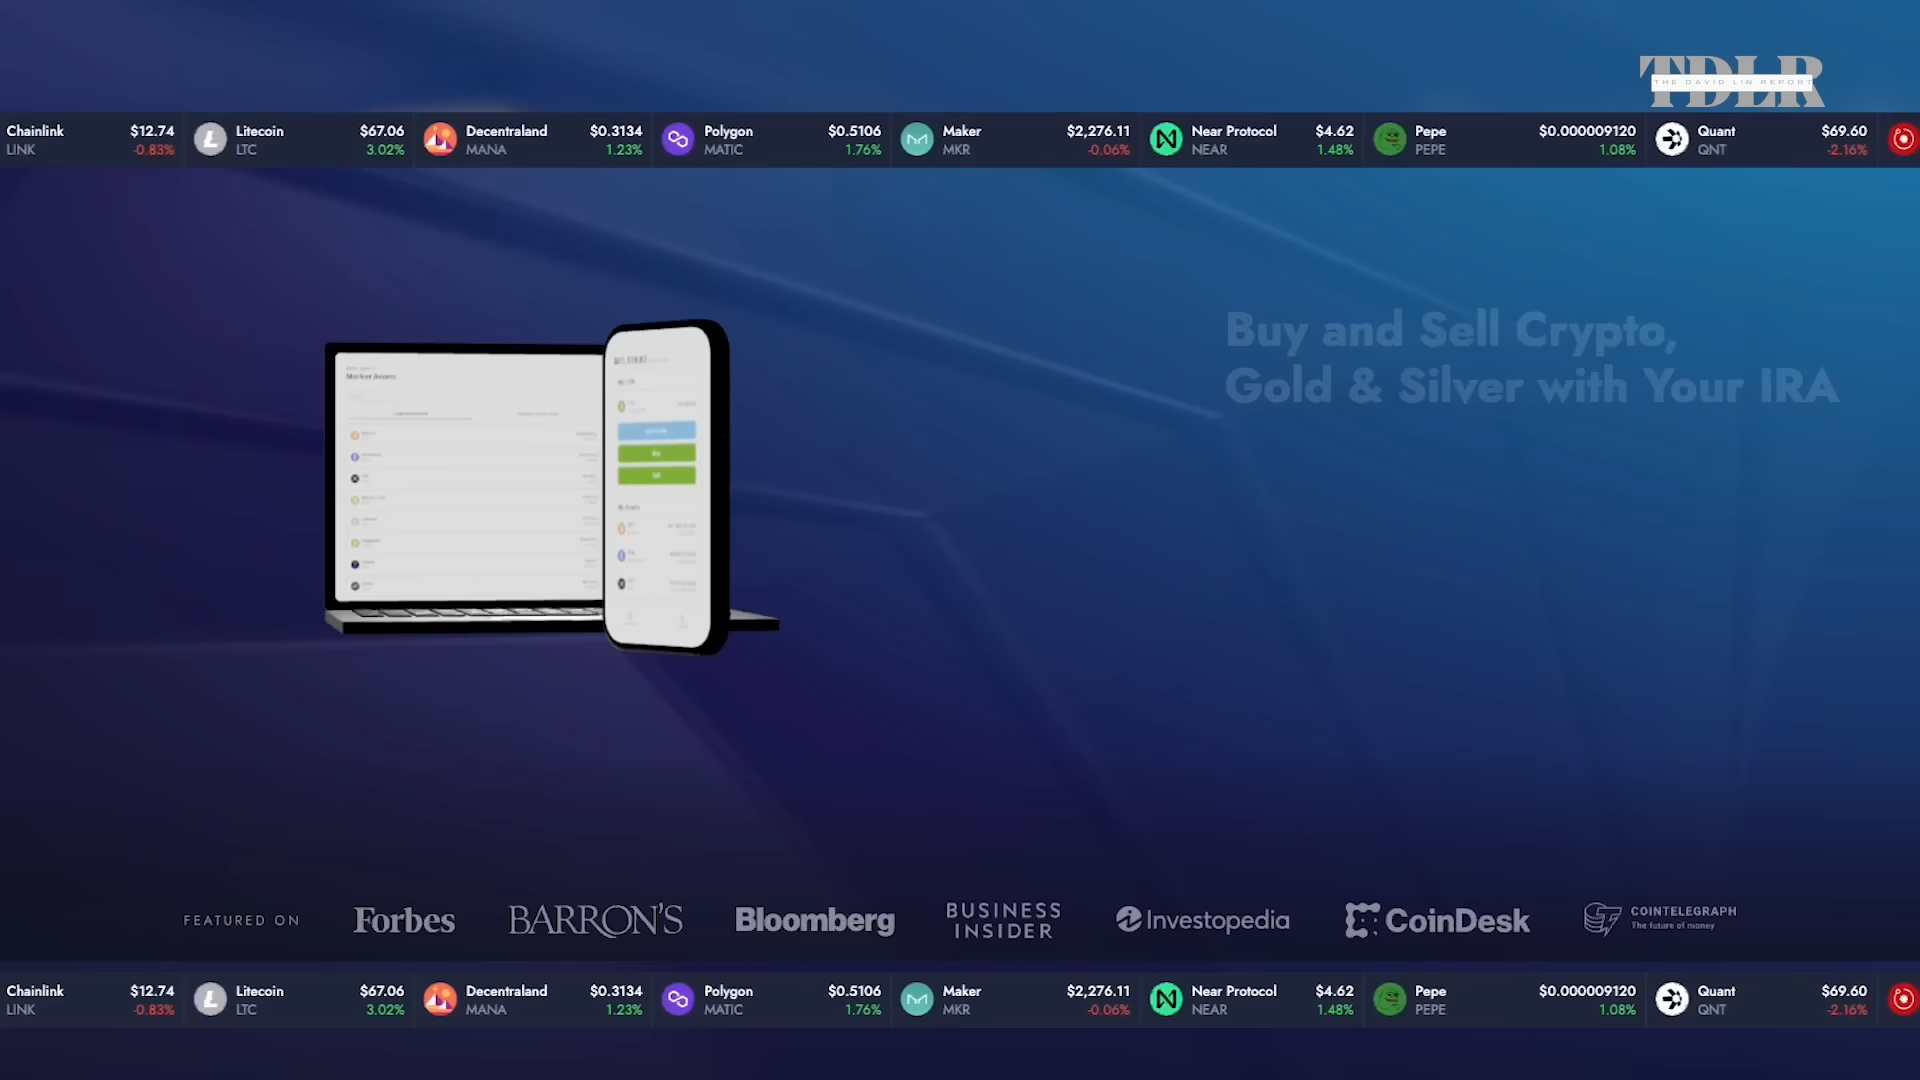 TDLR
THE DAVID LIN REPORT
Chainlink $12.74 Litecoin $67.06 Decentraland $0.3134 Polygon $0.5106 Maker $2,276.11 Near Protocol $4.62 Pepe $0.000009120 Quant $69.60
LINK -0.83% LTC 3.02% MANA 1.23% MATIC 1.76% MKR -0.06% NEAR 1.48% PEPE 1.08% QNT -2.16%
Buy and Sell Crypto,
Gold & Silver with Your IRA
Market Assets
FEATURED ON Forbes BARRON'S Bloomberg BUSINESS INSIDER Investopedia CoinDesk COINTELEGRAPH
The future of money
Chainlink $12.74 Litecoin $67.06 Decentraland $0.3134 Polygon $0.5106 Maker $2,276.11 Near Protocol $4.62 Pepe $0.000009120 Quant $69.60
LINK -0.83% LTC 3.02% MANA 1.23% MATIC 1.76% MKR -0.06% NEAR 1.48% PEPE 1.08% QNT -2.16%